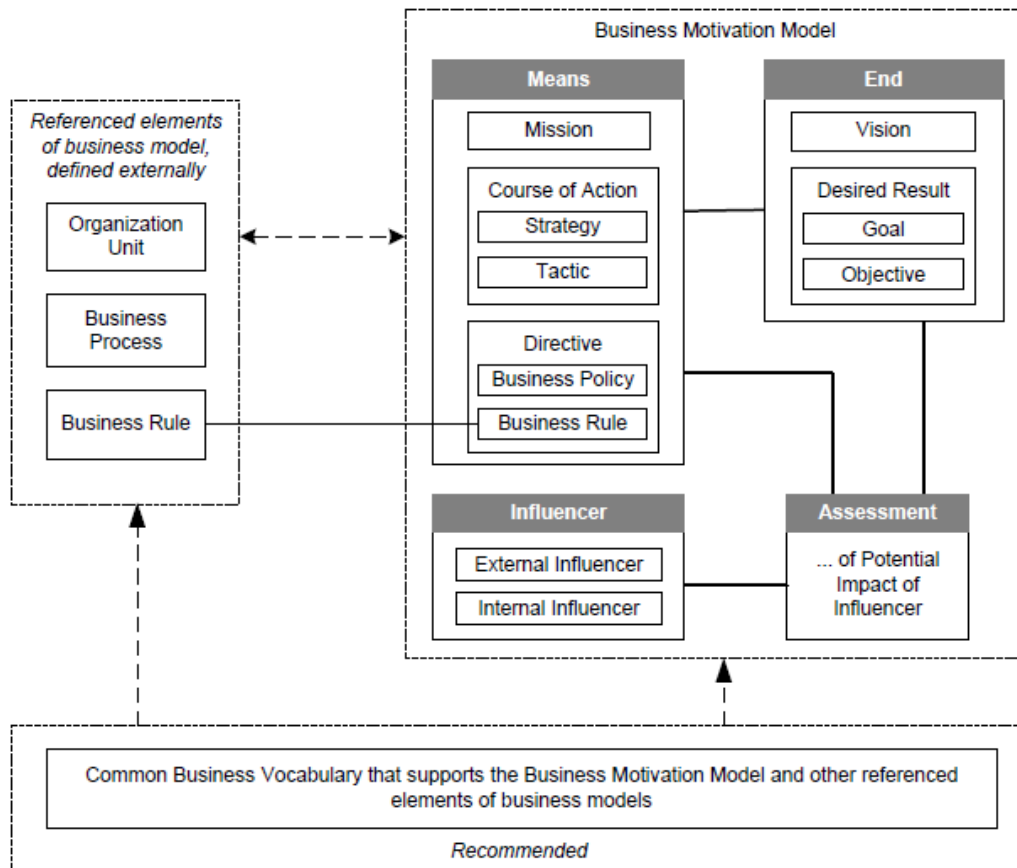 Business Motivation Model
Referenced elements
of business model,
defined externally
Organization
Unit
Business
Process
Business Rule
Means
Mission
Course of Action
Strategy
Tactic
Directive
Business Policy
Business Rule
End
Vision
Desired Result
Goal
Objective
Influencer
External Influencer
Internal Influencer
Assessment
... of Potential
Impact of
Influencer
Common Business Vocabulary that supports the Business Motivation Model and other referenced
elements of business models
Recommended